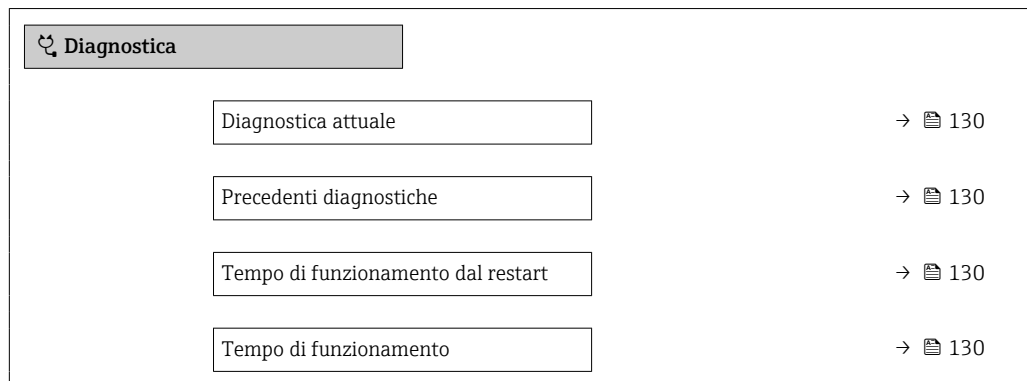 Diagnostica
Diagnostica attuale → 130
Precedenti diagnostiche → 130
Tempo di funzionamento dal restart → 130
Tempo di funzionamento → 130